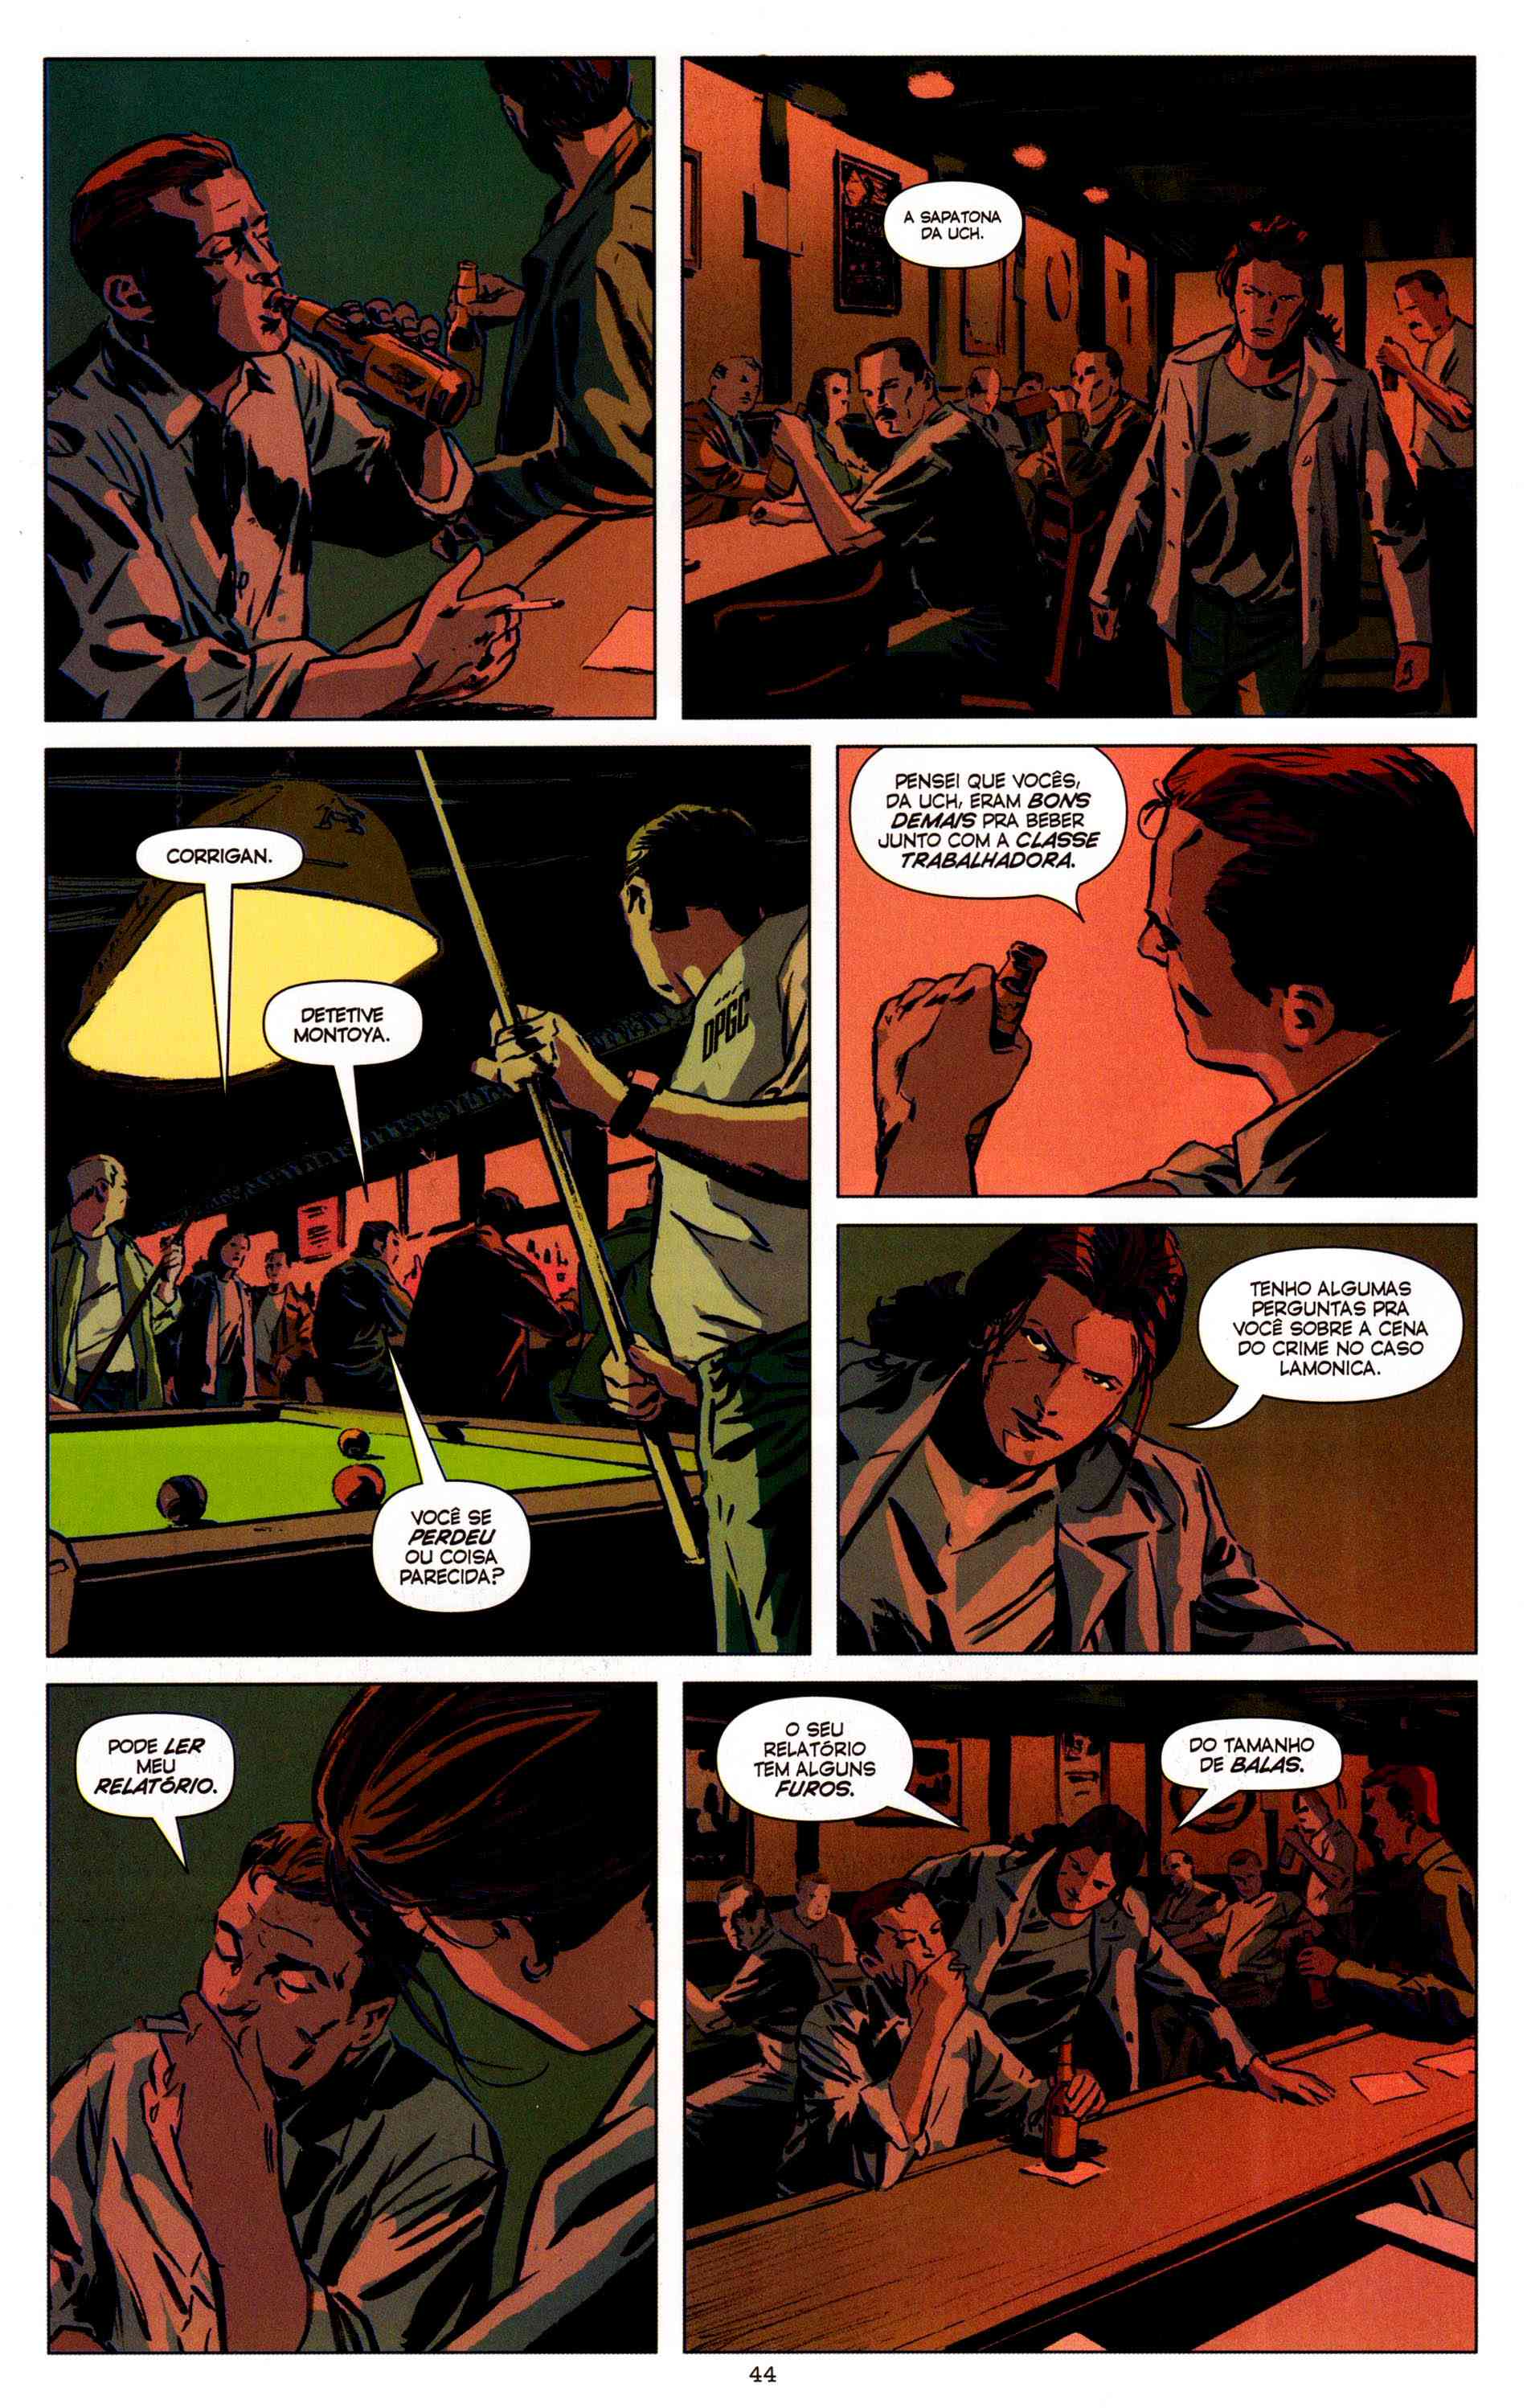 A SAPATONA
DA UCH.
CORRIGAN.
DETETIVE
MONTOYA.
DPGC
VOCÊ SE
PERDEU
OU COISA
PARECIDA?
PENSEI QUE VOCÊS,
DA UCH, ERAM BONS
DEMAIS PRA BEBER
JUNTO COM A CLASSE
TRABALHADORA.
TENHO ALGUMAS
PERGUNTAS PRA
VOCÊ SOBRE A CENA
DO CRIME NO CASO
LAMONICA.
PODE LER
MEU
RELATÓRIO.
O SEU
RELATÓRIO
TEM ALGUNS
FUROS.
DO TAMANHO
DE BALAS.
44